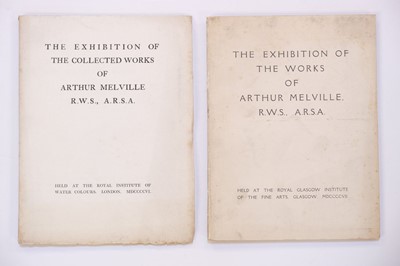 THE EXHIBITION OF
THE COLLECTED WORKS
OF
ARTHUR MELVILLE
R.W.S., A.R.S.A.
HELD AT THE ROYAL INSTITUTE OF
WATER COLOURS, LONDON, MDCCCCVI.
THE EXHIBITION OF
THE WORKS
OF
ARTHUR MELVILLE.
R.W.S., A.R.S.A.
HELD AT THE ROYAL GLASGOW INSTITUTE
OF THE FINE ARTS, GLASGOW, MDCCCCVII.